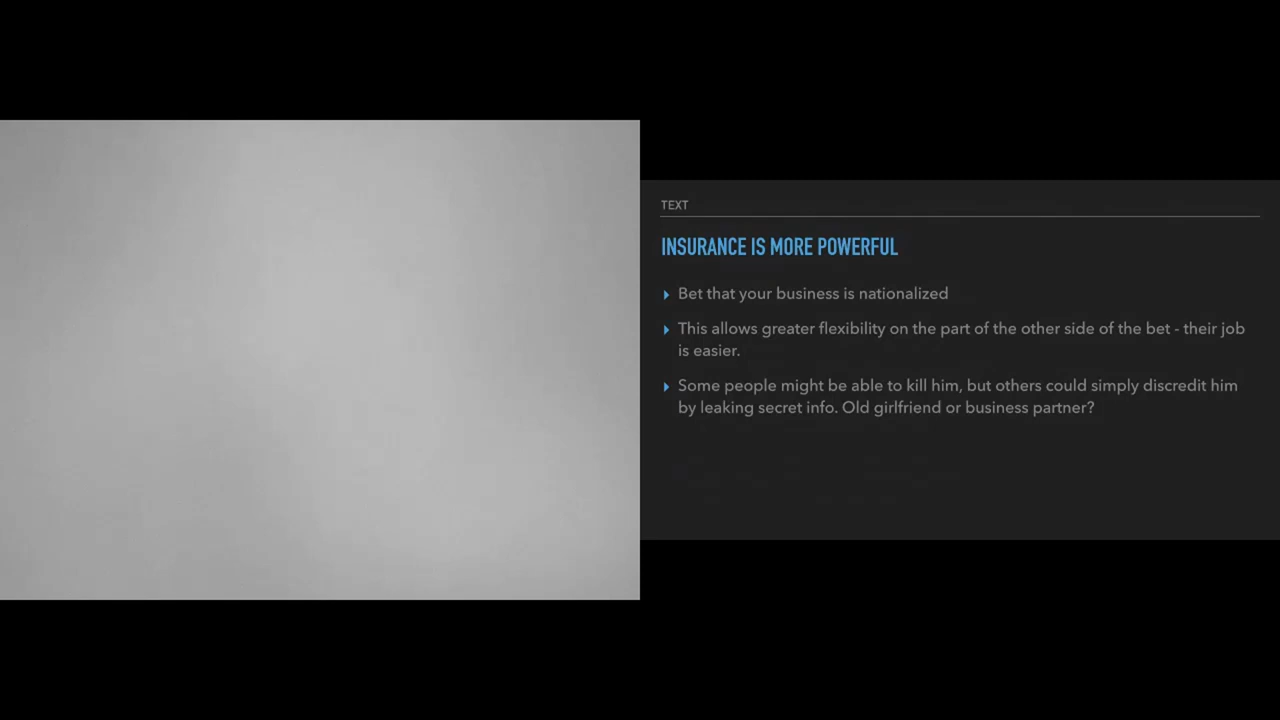 TEXT
INSURANCE IS MORE POWERFUL
Bet that your business is nationalized
This allows greater flexibility on the part of the other side of the bet - their job
is easier.
Some people might be able to kill him, but others could simply discredit him
by leaking secret info. Old girlfriend or business partner?